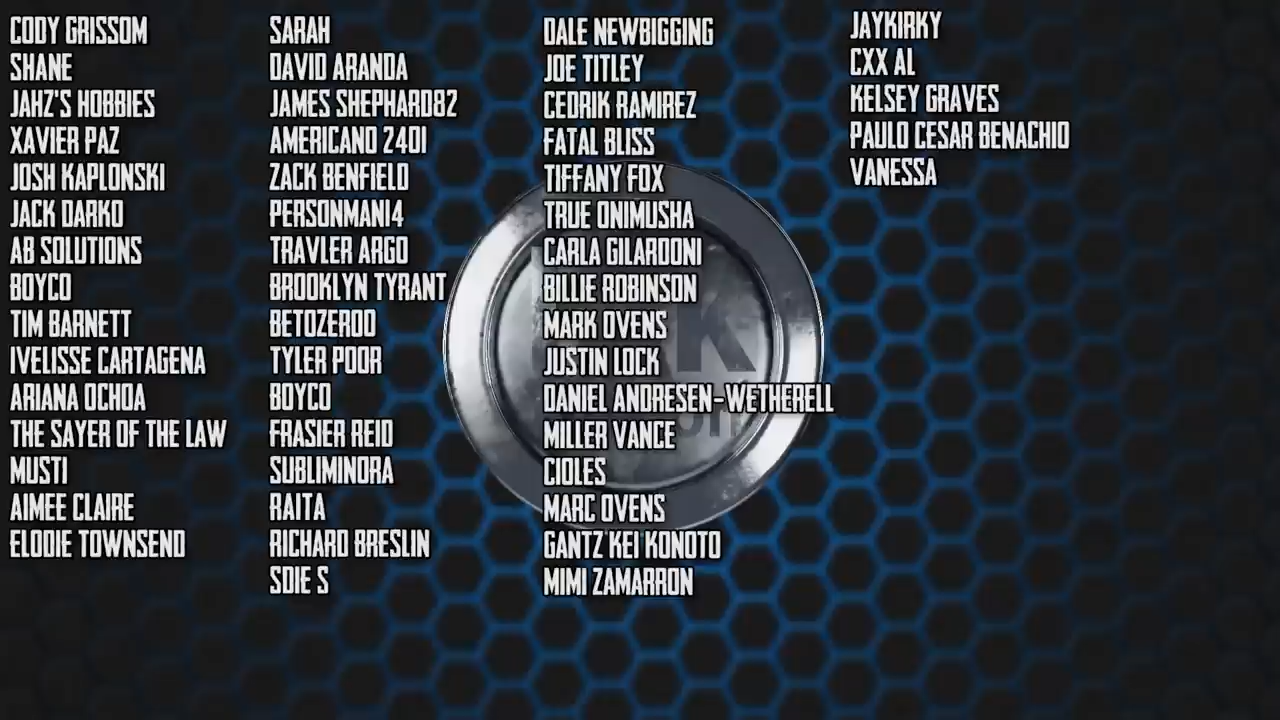 CODY GRISSOM
SHANE
JAHZ'S HOBBIES
XAVIER PAZ
JOSH KAPLONSKI
JACK DARKO
AB SOLUTIONS
BOYCO
TIM BARNETT
IVELISSE CARTAGENA
ARIANA OCHOA
THE SAYER OF THE LAW
MUSTI
AIMEE CLAIRE
ELODIE TOWNSEND
SARAH
DAVID ARANDA
JAMES SHEPHARD82
AMERICANO 2401
ZACK BENFIELD
PERSONMAN14
TRAVLER ARGO
BROOKLYN TYRANT
BETOZEROO
TYLER POOR
BOYCO
FRASIER REID
SUBLIMINORA
RAITA
RICHARD BRESLIN
SDIE S
DALE NEWBIGGING
JOE TITLEY
CEDRIK RAMIREZ
FATAL BLISS
TIFFANY FOX
TRUE ONIMUSHA
CARLA GILARDONI
BILLIE ROBINSON
MARK OVENS
JUSTIN LOCK
DANIEL ANDRESEN-WETHERELL
MILLER VANCE
CIOLES
MARC OVENS
GANTZ KEI KONOTO
MIMI ZAMARRON
JAYKIRKY
CXX AL
KELSEY GRAVES
PAULO CESAR BENACHIO
VANESSA